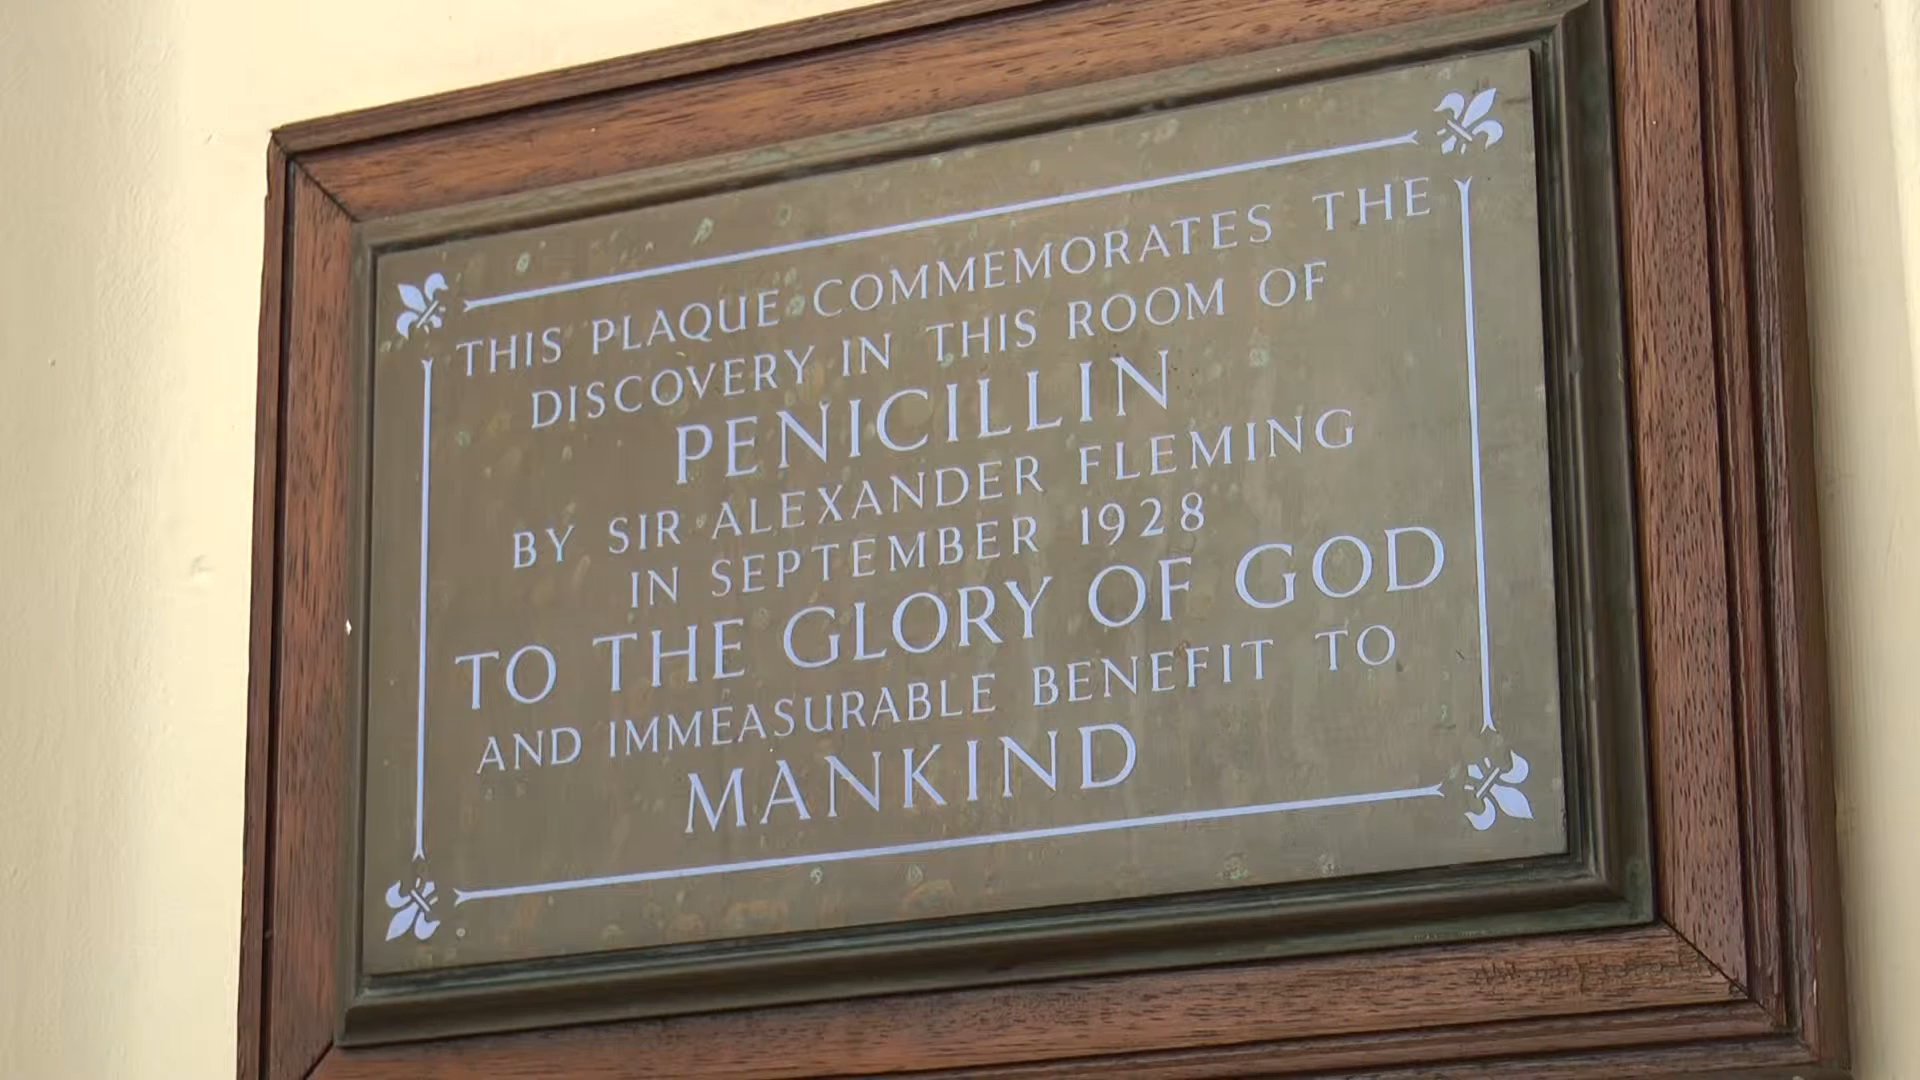 THIS PLAQUE COMMEMORATES THE
DISCOVERY IN THIS ROOM OF
PENICILLIN
BY SIR ALEXANDER FLEMING
IN SEPTEMBER 1928
TO THE GLORY OF GOD
AND IMMEASURABLE BENEFIT TO
MANKIND